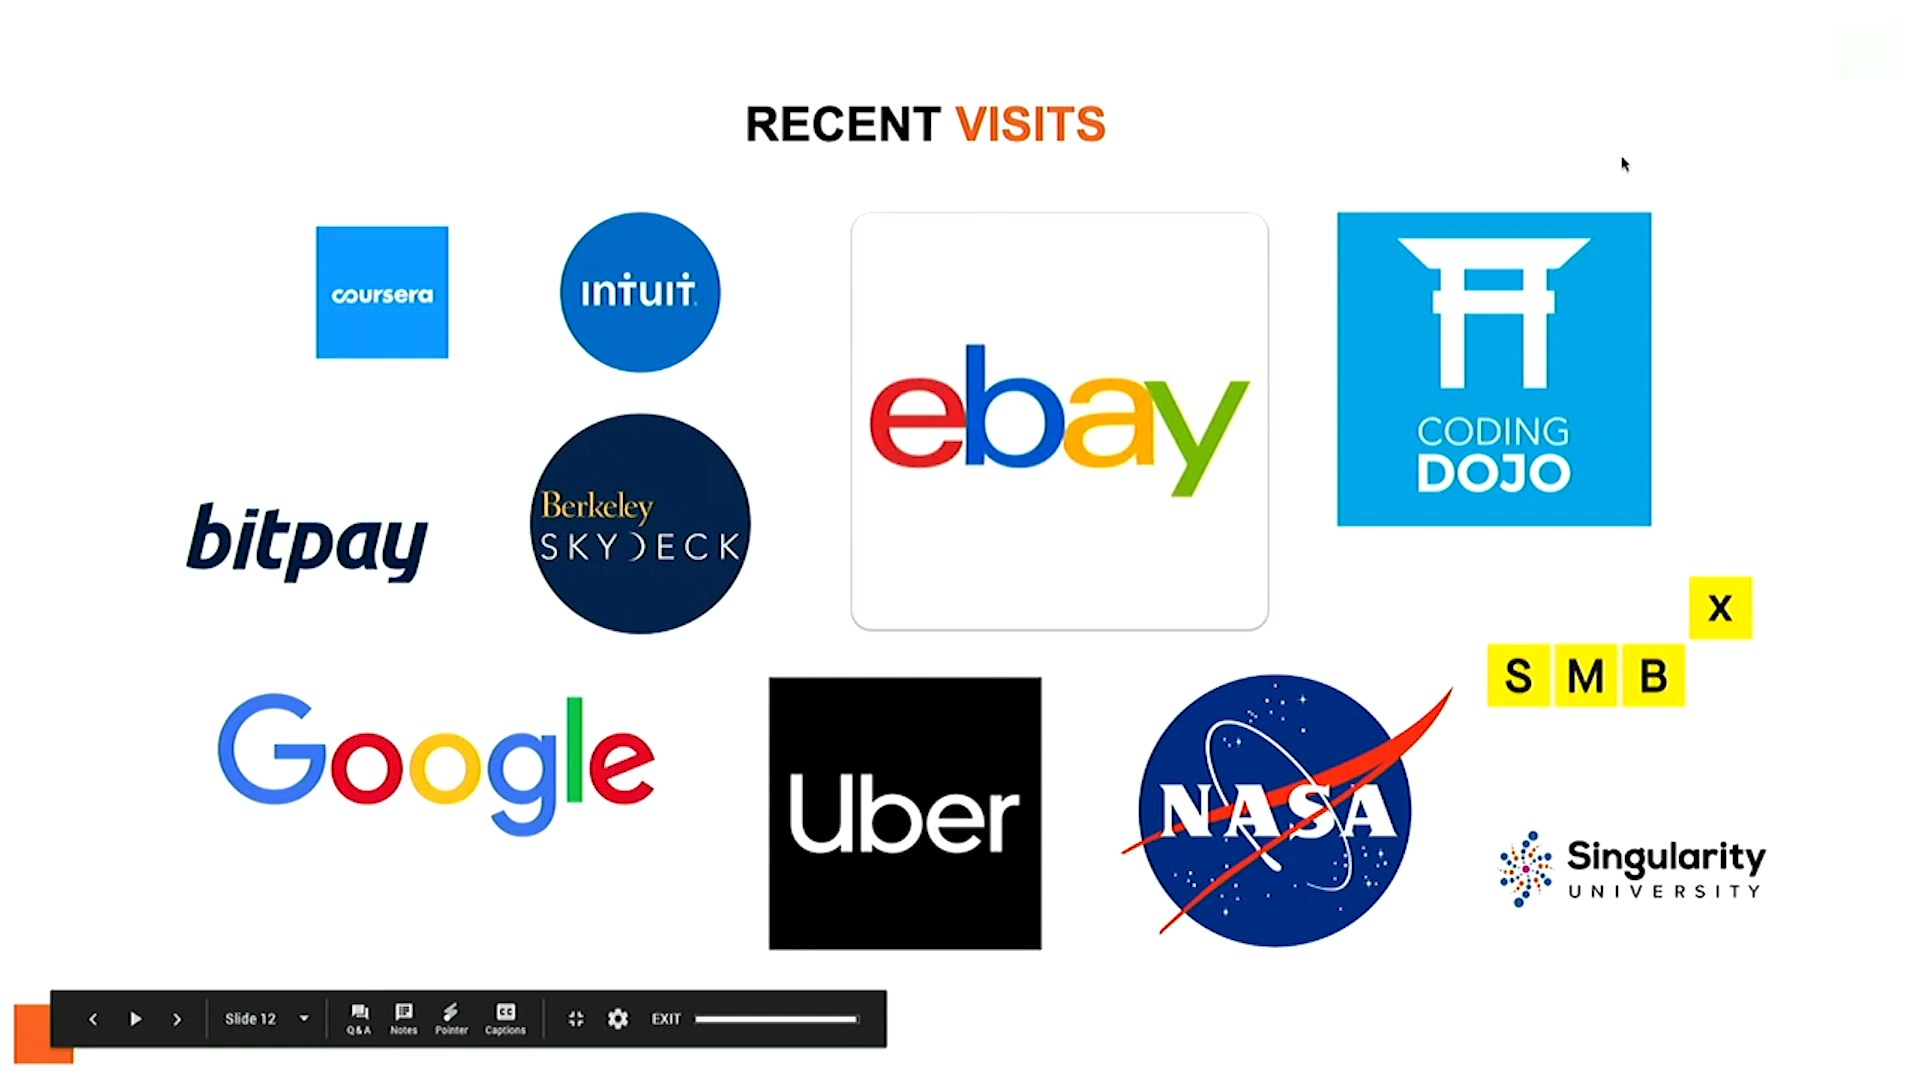 RECENT VISITS
coursera
intuit
ebay
CODING
DOJO
bitpay
Berkeley
SKYDECK
X
S M B
Google
Uber
NASA
Singularity
UNIVERSITY
Slide 12
Q&A
Notes
Pointer
CC
Captions
EXIT